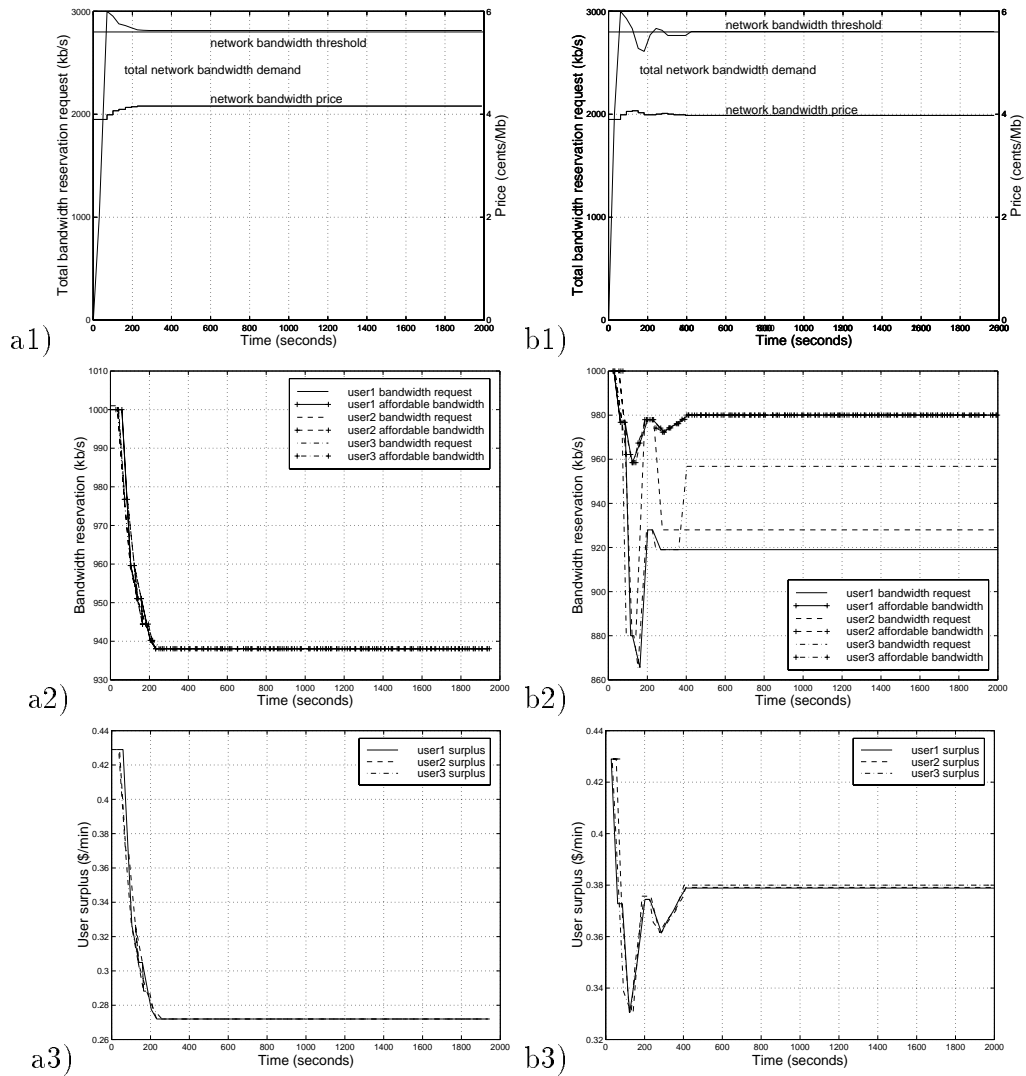 3000
2000
1000
0
6
4
2
0
network bandwidth threshold
total network bandwidth demand
network bandwidth price
Total bandwidth reservation request (kb/s)
Price (cents/Mb)
0 200 400 600 800 1000 1200 1400 1600 1800 2000
Time (seconds)
a1)
3000
2000
1000
0
6
4
2
0
network bandwidth threshold
total network bandwidth demand
network bandwidth price
Total bandwidth reservation request (kb/s)
Price (cents/Mb)
0 200 400 600 1000 1200 1400 1600
Time (seconds)
b1)
1010
1000
990
980
970
960
950
940
930
user1 bandwidth request
user1 affordable bandwidth
user2 bandwidth request
user2 affordable bandwidth
user3 bandwidth request
user3 affordable bandwidth
Bandwidth reservation (kb/s)
0 200 400 600 800 1000 1200 1400 1600 1800 2000
Time (seconds)
a2)
1000
980
960
940
920
900
880
860
user1 bandwidth request
user1 affordable bandwidth
user2 bandwidth request
user2 affordable bandwidth
user3 bandwidth request
user3 affordable bandwidth
Bandwidth reservation (kb/s)
0 200 400 600 800 1000 1200 1400 1600 1800 2000
Time (seconds)
b2)
0.44
0.42
0.4
0.38
0.36
0.34
0.32
0.3
0.28
0.26
user1 surplus
user2 surplus
user3 surplus
User surplus ($/min)
0 200 400 600 800 1000 1200 1400 1600 1800 2000
Time (seconds)
a3)
0.44
0.42
0.4
0.38
0.36
0.34
0.32
user1 surplus
user2 surplus
user3 surplus
User surplus ($/min)
0 200 400 600 800 1000 1200 1400 1600 1800 2000
Time (seconds)
b3)